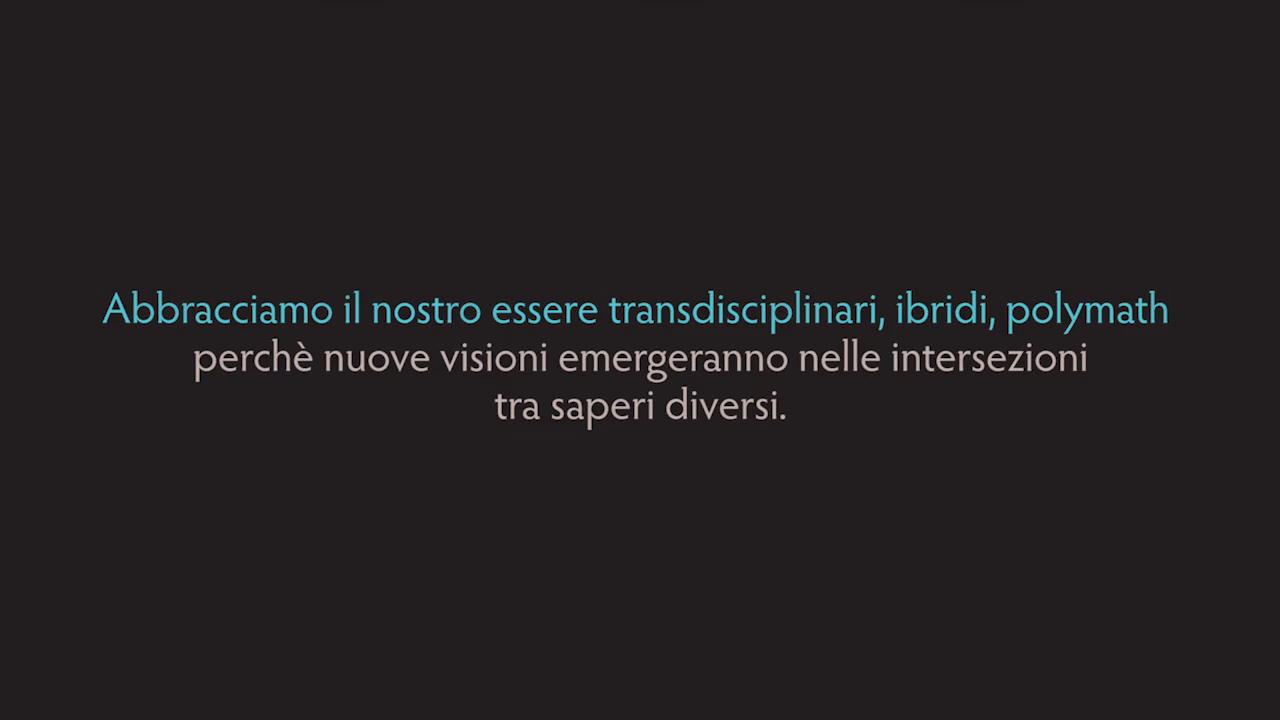 Abbracciamo il nostro essere transdisciplinari, ibridi, polymath
perchè nuove visioni emergeranno nelle intersezioni
tra saperi diversi.